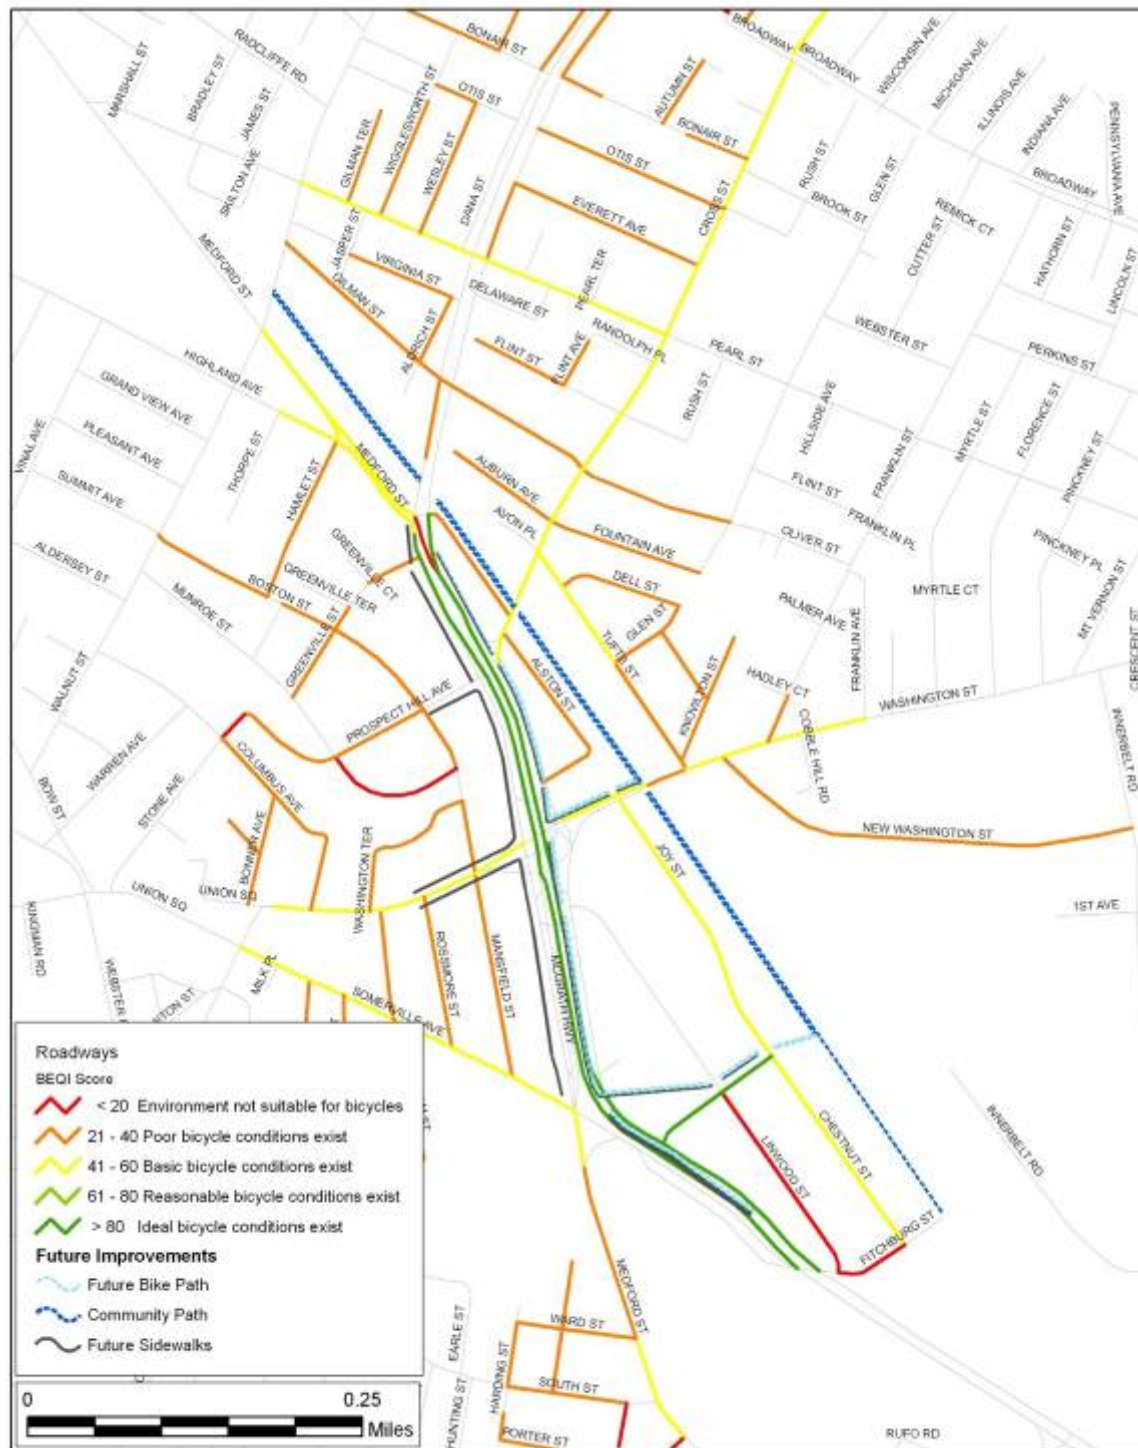 BONAIR ST
BROADWAY
BROADWAY
WISCONSIN AVE
MICHIGAN AVE
ILLINOIS AVE
INDIANA AVE
PENNSYLVANIA AVE
RADCLIFFE RD
MARSHALL ST
BRADLEY ST
JAMES ST
WIGGLESWORTH ST
OTIS ST
AUTUMN ST
BONAIR ST
OTIS ST
GILMAN TER
WESLEY ST
DANA ST
SKILTON AVE
EVERETT AVE
CROSS ST
RUSH ST
GLEN ST
BROOK ST
BROADWAY
REMICK CT
CUTTER ST
HATHORN ST
LINCOLN ST
MEDFORD ST
JASPER ST
VIRGINIA ST
GILMAN ST
PEARL TER
DELAWARE ST
ALDRICH ST
FLINT ST
FLINT AVE
RANDOLPH PL
PEARL ST
WEBSTER ST
PERKINS ST
HIGHLAND AVE
GRAND VIEW AVE
PLEASANT AVE
VINAL AVE
SUMMIT AVE
THORPE ST
HAMLET ST
MEDFORD ST
AUBURN AVE
AVON PL
RUSH ST
HILLSIDE AVE
FRANKLIN ST
MYRTLE ST
FLORENCE ST
PINCKNEY ST
FLINT ST
FRANKLIN PL
OLIVER ST
PINCKNEY PL
FOUNTAIN AVE
ALDERSEY ST
MUNROE ST
BOSTON ST
GREENVILLE CT
GREENVILLE TER
GREENVILLE ST
DELL ST
GLEN ST
TUFTS ST
KNOWLTON ST
PALMER AVE
FRANKLIN AVE
MYRTLE CT
MT VERNON ST
CRESCENT ST
HADLEY CT
COBBLE HILL RD
WASHINGTON ST
INNERBELT RD
ALSTON ST
PROSPECT HILL AVE
WALNUT ST
WARREN AVE
BOW ST
STONE AVE
COLUMBUS AVE
BONNER AVE
WASHINGTON TER
UNION SQ
UNION SQ
NEW WASHINGTON ST
JOY ST
1ST AVE
KINGMAN RD
MILK PL
ROSSMORE ST
MANSFIELD ST
MCGRATH HWY
SOMERVILLE AVE
CHESTNUT ST
LINWOOD ST
FITCHBURG ST
INNERBELT RD
MEDFORD ST
WARD ST
EARLE ST
HARDING ST
HUNTING ST
SOUTH ST
PORTER ST
RUFO RD
Roadways
BEQI Score
< 20 Environment not suitable for bicycles
21 - 40 Poor bicycle conditions exist
41 - 60 Basic bicycle conditions exist
61 - 80 Reasonable bicycle conditions exist
> 80 Ideal bicycle conditions exist
Future Improvements
Future Bike Path
Community Path
Future Sidewalks
0 0.25
Miles